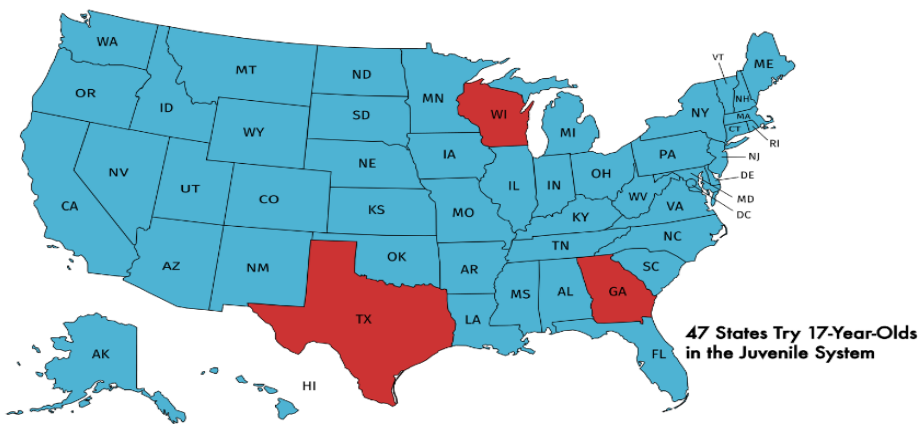 WA
MT
ND
MN
OR
ID
SD
WI
WY
MI
VT
ME
NH
NY
MA
CT
RI
NV
UT
NE
IA
IL
IN
OH
PA
NJ
DE
MD
DC
CA
CO
KS
MO
KY
WV
VA
AZ
NM
OK
AR
TN
NC
SC
TX
LA
MS
AL
GA
FL
AK
HI
47 States Try 17-Year-Olds
in the Juvenile System